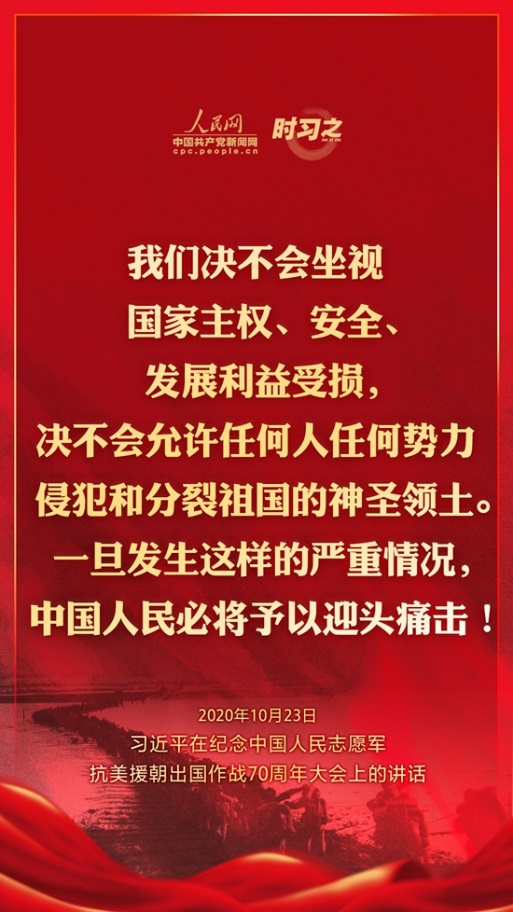 人民网
中国共产党新闻网
cpc.people.cn
时习之
我们决不会坐视
国家主权、安全、
发展利益受损，
决不会允许任何人任何势力
侵犯和分裂祖国的神圣领土。
一旦发生这样的严重情况，
中国人民必将予以迎头痛击！
2020年10月23日
习近平在纪念中国人民志愿军
抗美援朝出国作战70周年大会上的讲话